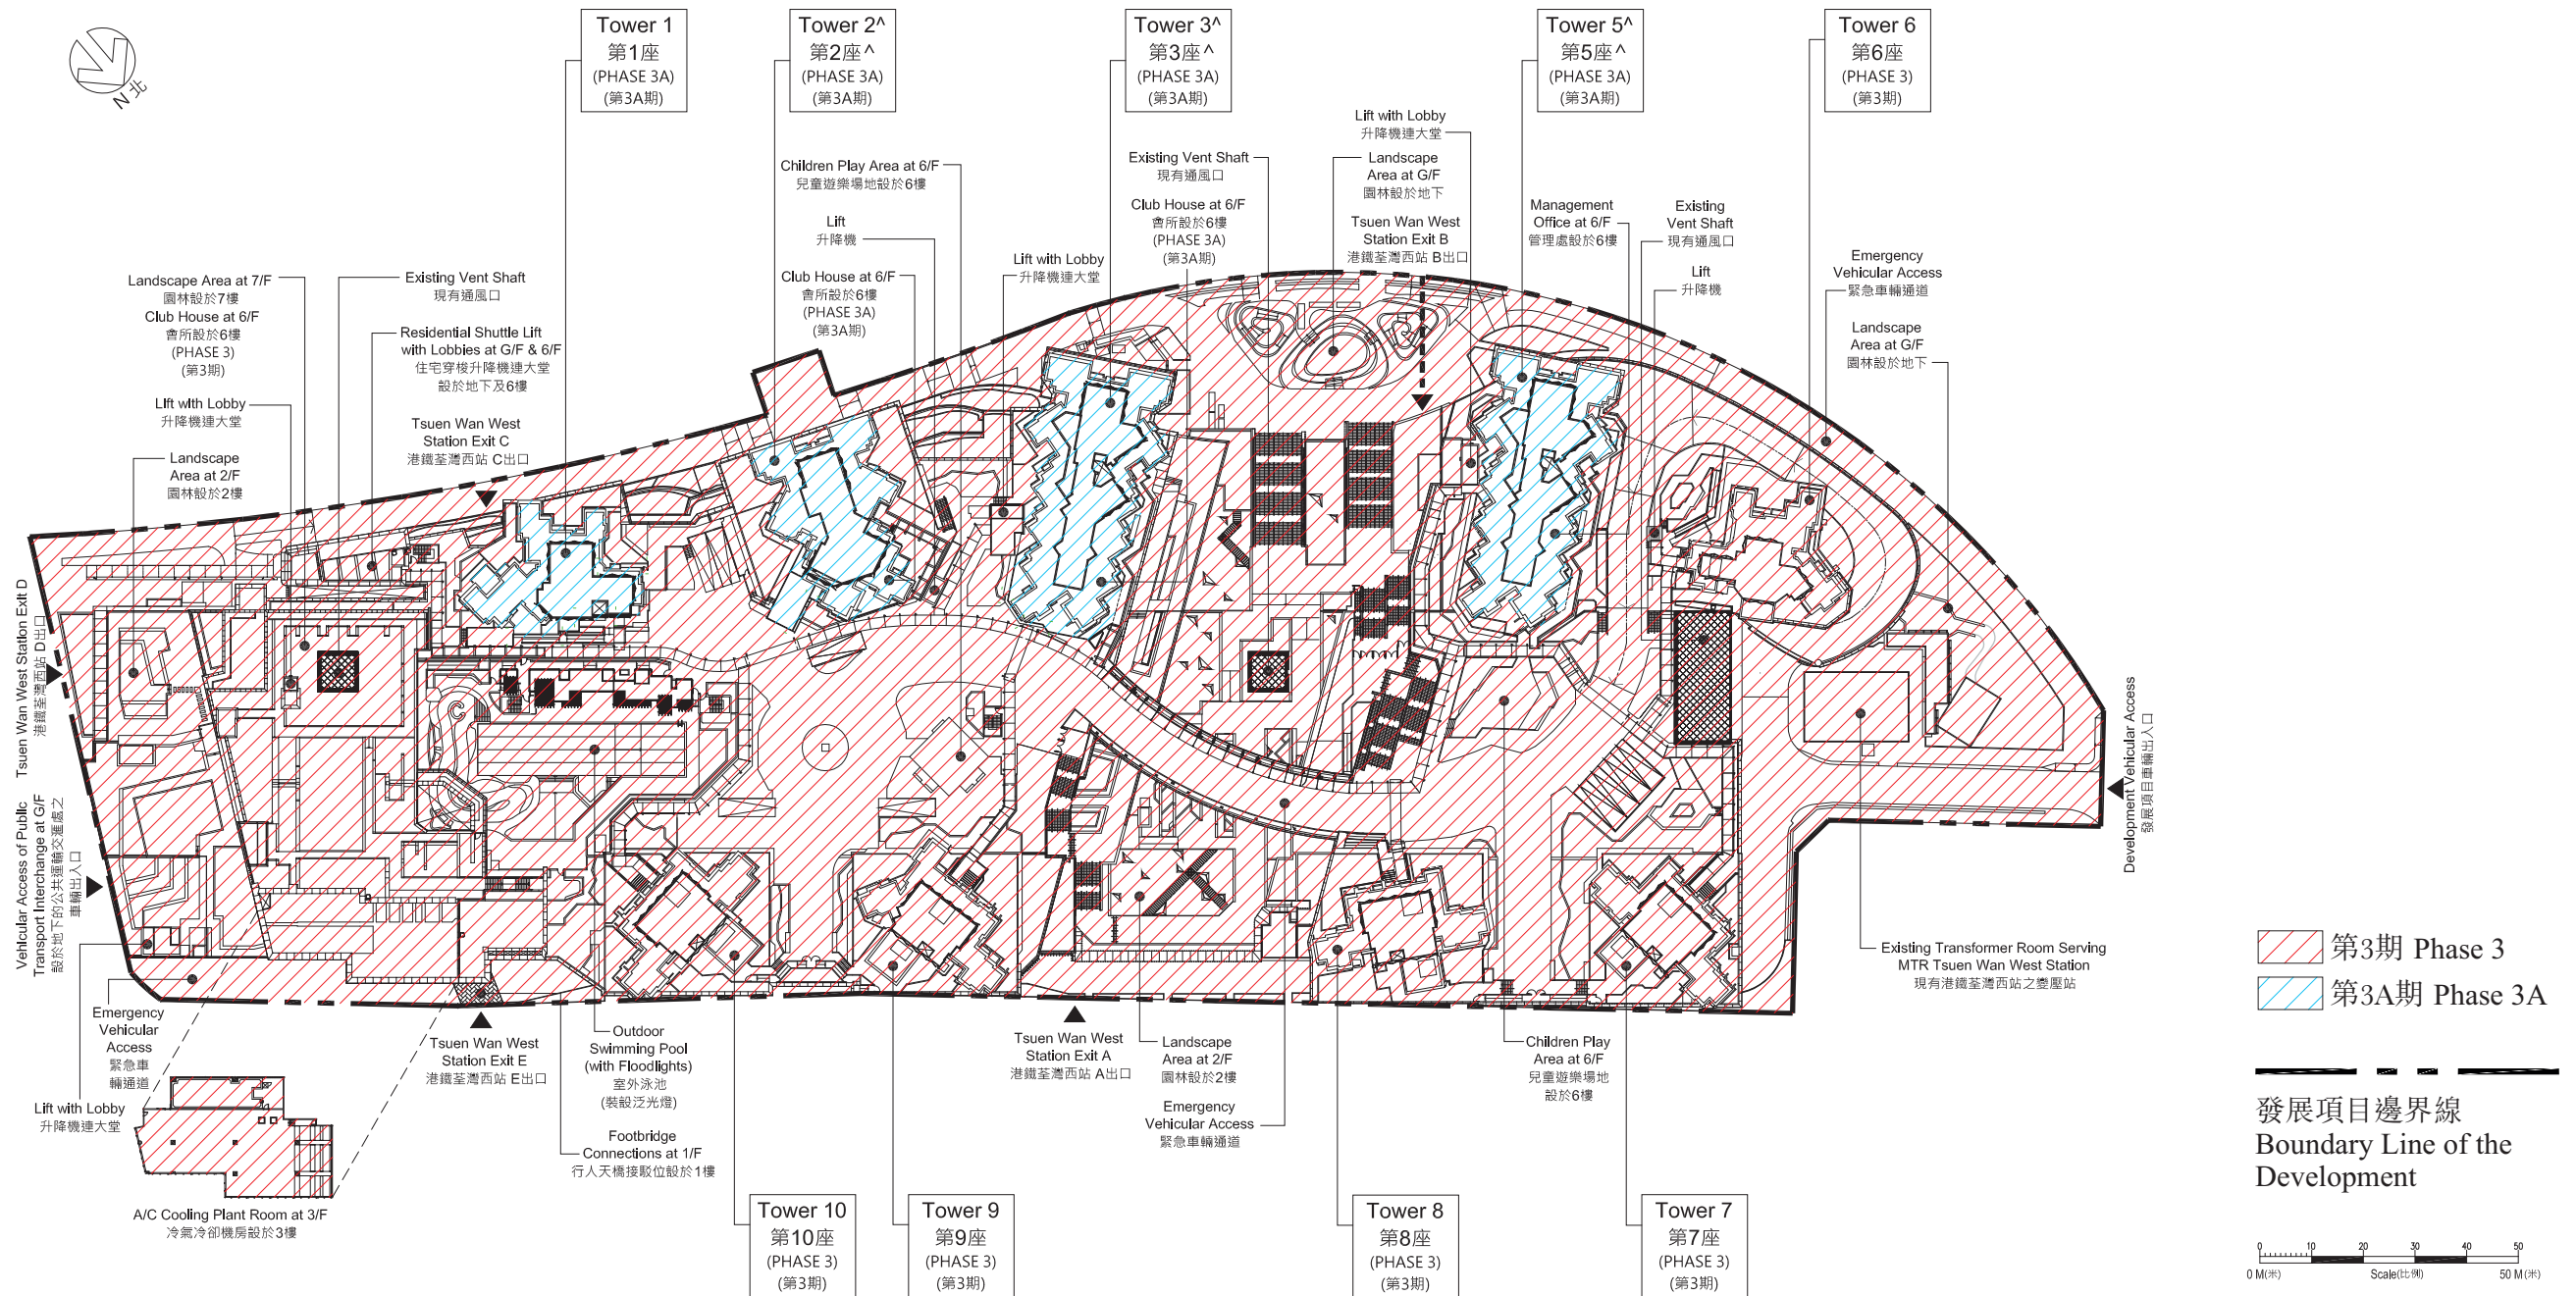 Tower 1
第1座
(PHASE 3A)
(第3A期)
Tower 2^
第2座^
(PHASE 3A)
(第3A期)
Tower 3^
第3座^
(PHASE 3A)
(第3A期)
Tower 5^
第5座^
(PHASE 3A)
(第3A期)
Tower 6
第6座
(PHASE 3)
(第3期)
N 北
Lift with Lobby
升降機連大堂
Children Play Area at 6/F
兒童遊樂場地設於6樓
Existing Vent Shaft
現有通風口
Landscape
Area at G/F
園林設於地下
Lift
升降機
Club House at 6/F
會所設於6樓
(PHASE 3A)
(第3A期)
Tsuen Wan West
Station Exit B
港鐵荃灣西站 B出口
Management
Office at 6/F
管理處設於6樓
Existing
Vent Shaft
現有通風口
Lift
升降機
Emergency
Vehicular Access
緊急車輛通道
Landscape
Area at G/F
園林設於地下
Lift with Lobby
升降機連大堂
Club House at 6/F
會所設於6樓
(PHASE 3A)
(第3A期)
Landscape Area at 7/F
園林設於7樓
Club House at 6/F
會所設於6樓
(PHASE 3)
(第3期)
Existing Vent Shaft
現有通風口
Residential Shuttle Lift
with Lobbies at G/F & 6/F
住宅穿梭升降機連大堂
設於地下及6樓
Lift with Lobby
升降機連大堂
Tsuen Wan West
Station Exit C
港鐵荃灣西站 C出口
Landscape
Area at 2/F
園林設於2樓
Tsuen Wan West Station Exit D
港鐵荃灣西站 D出口
Vehicular Access of Public
Transport Interchange at G/F
設於地下的公共運輸交匯處之
車輛出入口
Development Vehicular Access
發展項目車輛出入口
Emergency
Vehicular
Access
緊急車
輛通道
Lift with Lobby
升降機連大堂
A/C Cooling Plant Room at 3/F
冷氣冷卻機房設於3樓
Tsuen Wan West
Station Exit E
港鐵荃灣西站 E出口
Outdoor
Swimming Pool
(with Floodlights)
室外泳池
(裝設泛光燈)
Footbridge
Connections at 1/F
行人天橋接駁位設於1樓
Tsuen Wan West
Station Exit A
港鐵荃灣西站 A出口
Landscape
Area at 2/F
園林設於2樓
Emergency
Vehicular Access
緊急車輛通道
Children Play
Area at 6/F
兒童遊樂場地
設於6樓
Existing Transformer Room Serving
MTR Tsuen Wan West Station
現有港鐵荃灣西站之變壓站
Tower 10
第10座
(PHASE 3)
(第3期)
Tower 9
第9座
(PHASE 3)
(第3期)
Tower 8
第8座
(PHASE 3)
(第3期)
Tower 7
第7座
(PHASE 3)
(第3期)
第3期 Phase 3
第3A期 Phase 3A
發展項目邊界線
Boundary Line of the
Development
0 10 20 30 40 50
0 M(米) Scale(比例) 50 M(米)